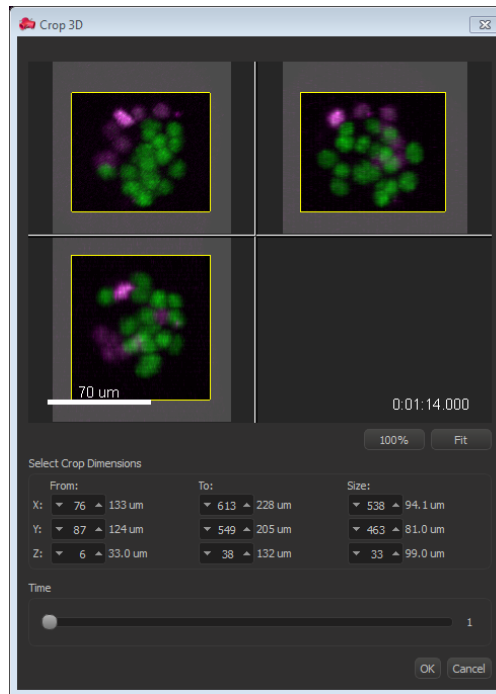 Crop 3D
70 um
0:01:14.000
100% Fit
Select Crop Dimensions
From: To: Size:
X: 76 133 um 613 228 um 538 94.1 um
Y: 87 124 um 549 205 um 463 81.0 um
Z: 6 33.0 um 38 132 um 33 99.0 um
Time
1
OK Cancel